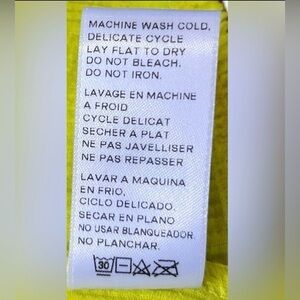 MACHINE WASH COLD,
DELICATE CYCLE
LAY FLAT TO DRY
DO NOT BLEACH.
DO NOT IRON.
LAVAGE EN MACHINE
A FROID
CYCLE DELICAT
SECHER A PLAT
NE PAS JAVELLISER
NE PAS REPASSER
LAVAR A MAQUINA
EN FRIO,
CICLO DELICADO.
SECAR EN PLANO
NO USAR BLANQUEADOR
NO PLANCHAR.
30